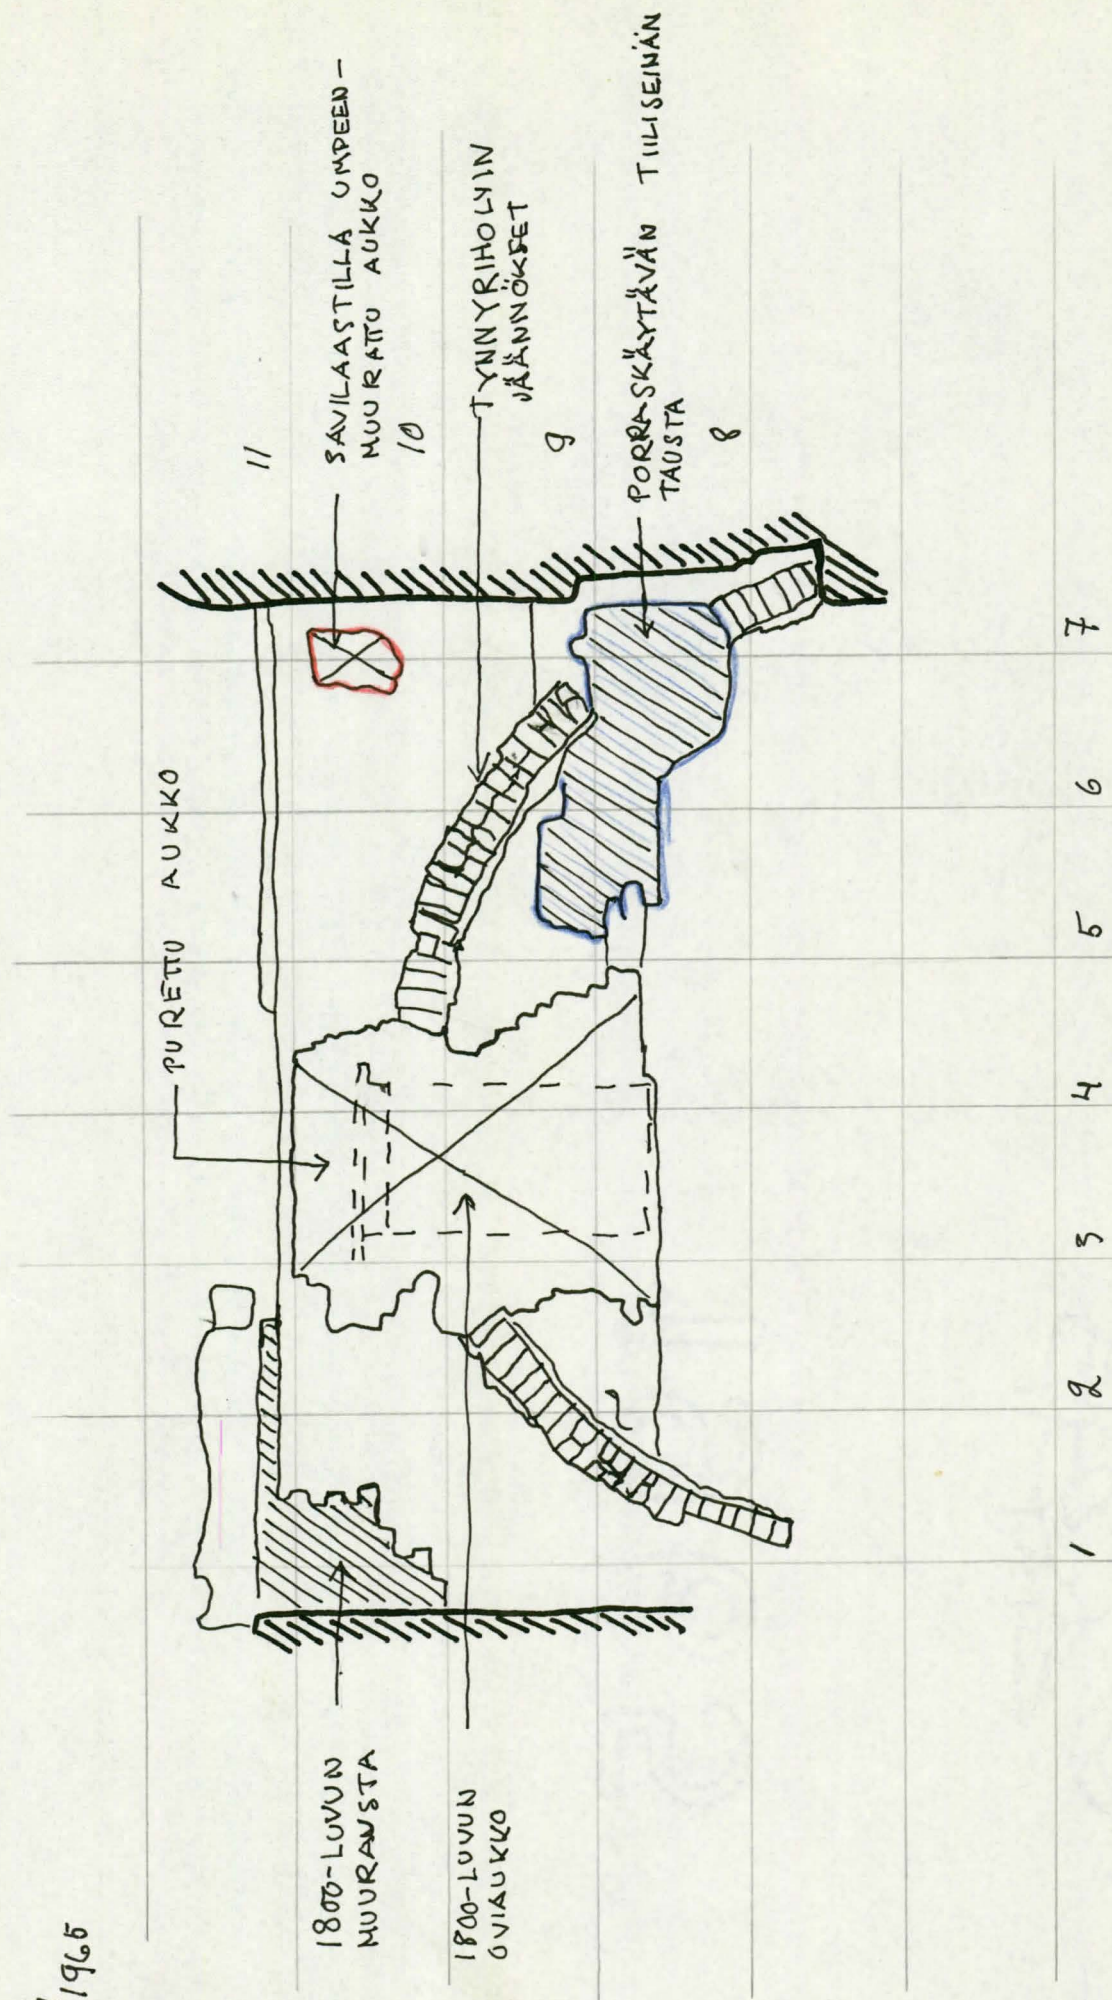 1965
PURETTU AUKKO
SAVILAASTILLA UMPEEN-
MUURATTU AUKKO
TYNNYRIHOLVIN
JÄÄNNÖKSET
PORRASKÄYTÄVÄN TIILISEINÄN
TAUSTA
1800-LUVUN
MUURAUSTA
1800-LUVUN
OVIAUKKO
11
10
9
8
1 2 3 4 5 6 7